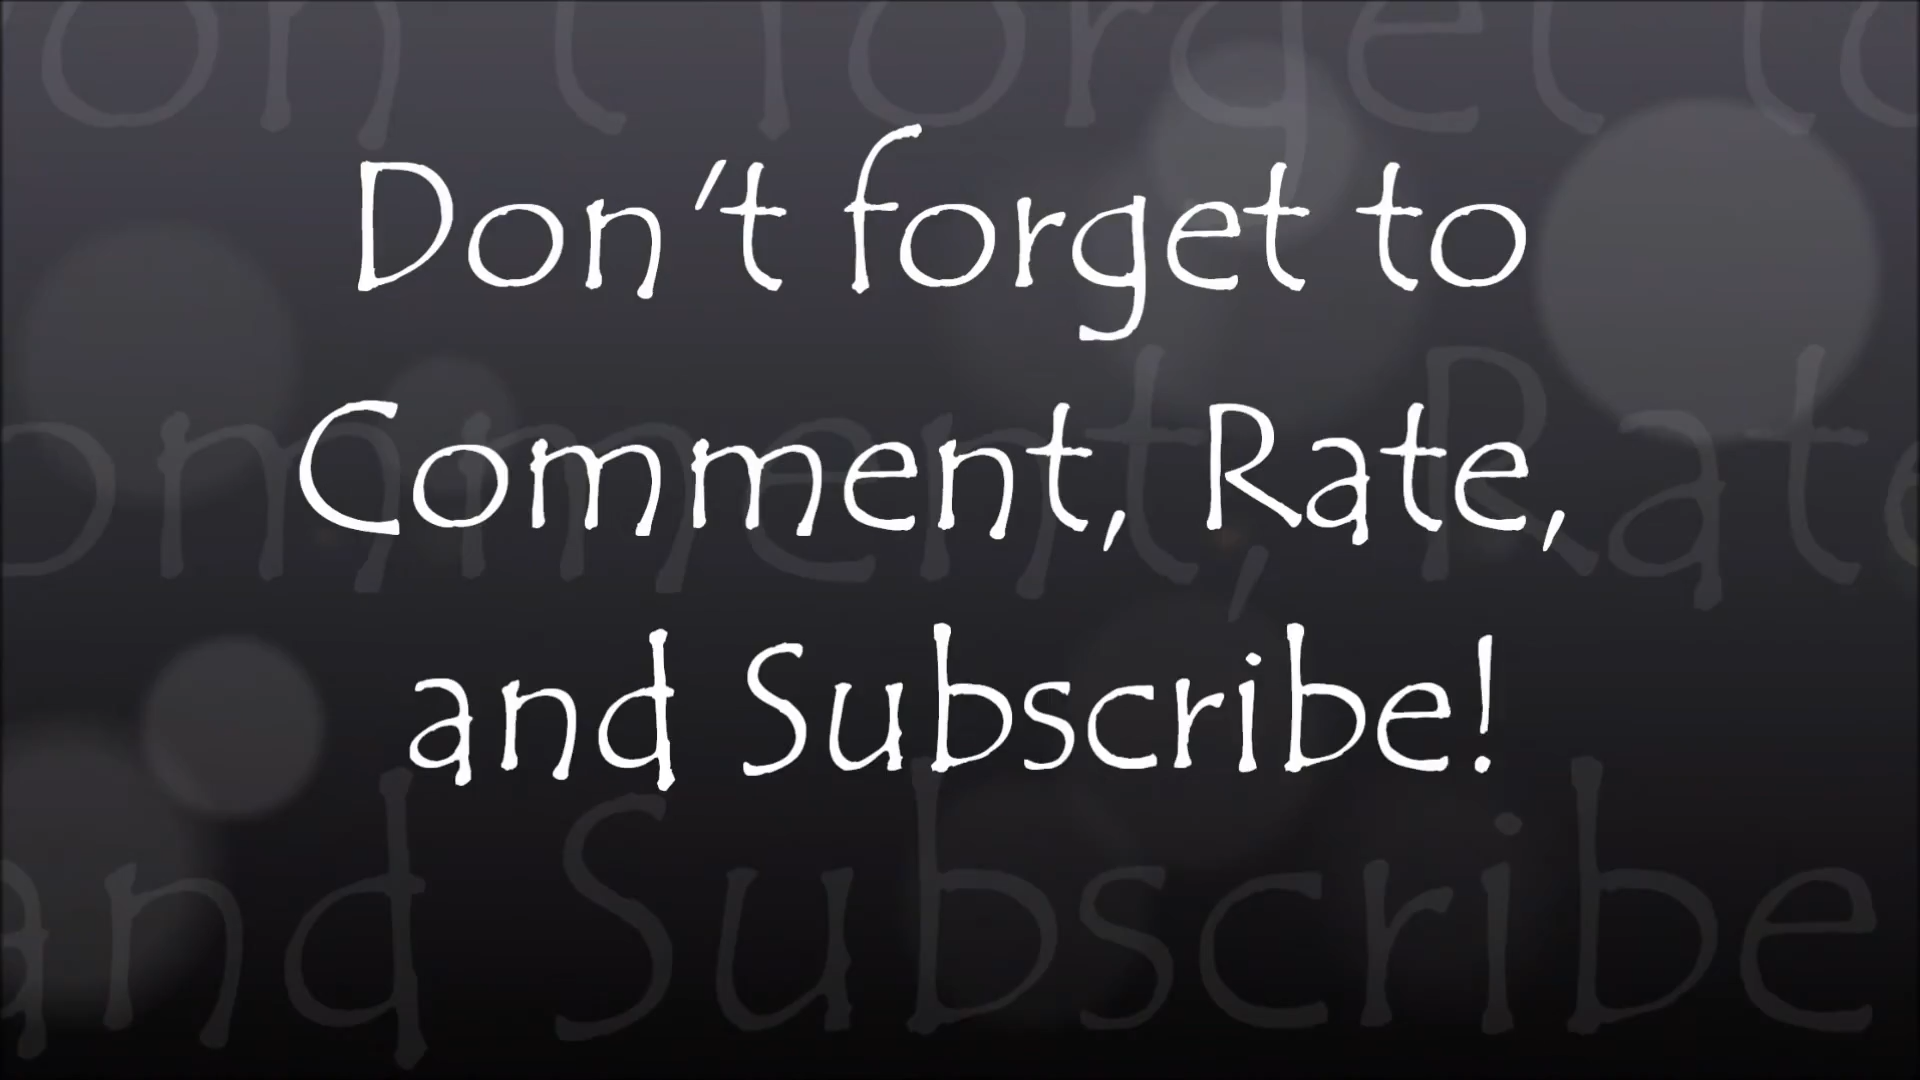 Don't forget to
Comment, Rate,
and Subscribe!